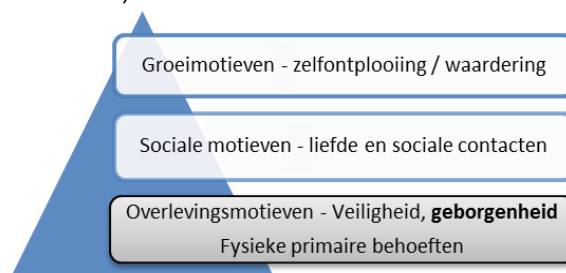 Groeimotieven - zelfontplooiing / waardering
Sociale motieven - liefde en sociale contacten
Overlevingsmotieven - Veiligheid, geborgenheid
Fysieke primaire behoeften